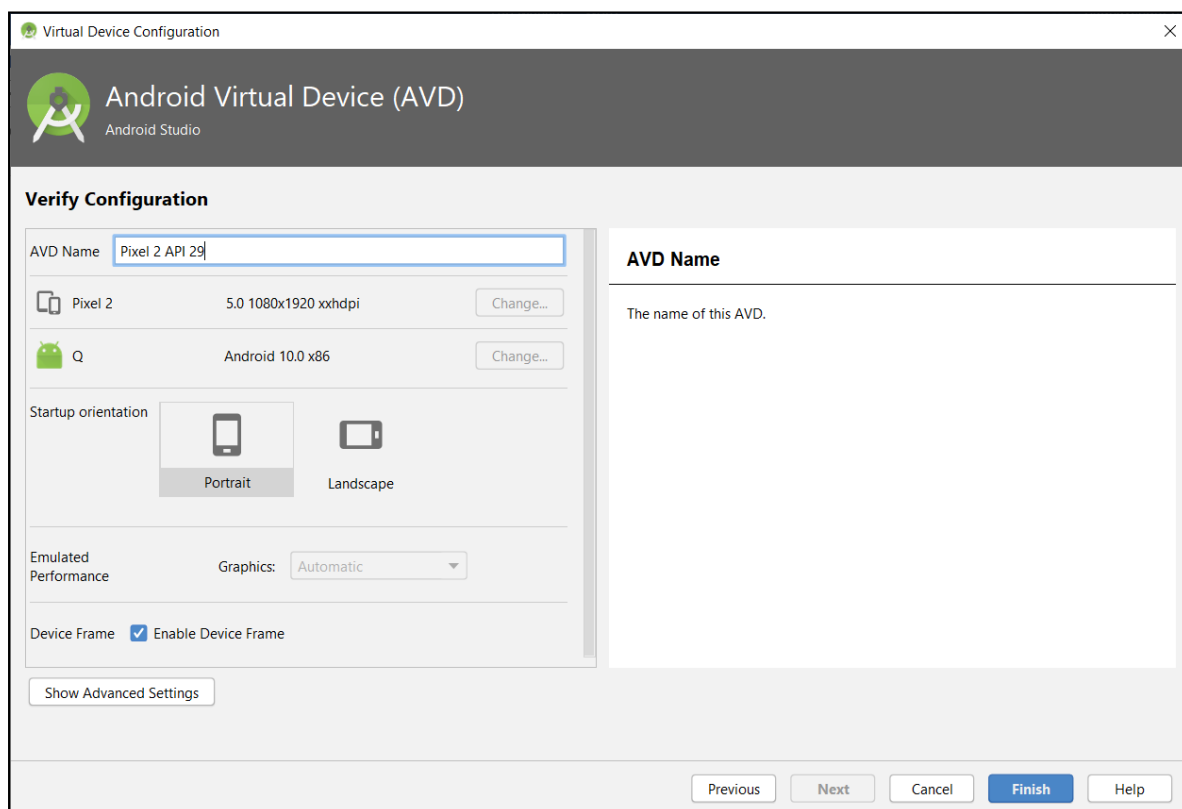 Virtual Device Configuration
Android Virtual Device (AVD)
Android Studio
Verify Configuration
AVD Name Pixel 2 API 29
Pixel 2 5.0 1080x1920 xxhdpi Change...
Q Android 10.0 x86 Change...
Startup orientation
Portrait Landscape
Emulated
Performance
Graphics: Automatic
Device Frame Enable Device Frame
Show Advanced Settings
AVD Name
The name of this AVD.
Previous Next Cancel Finish Help